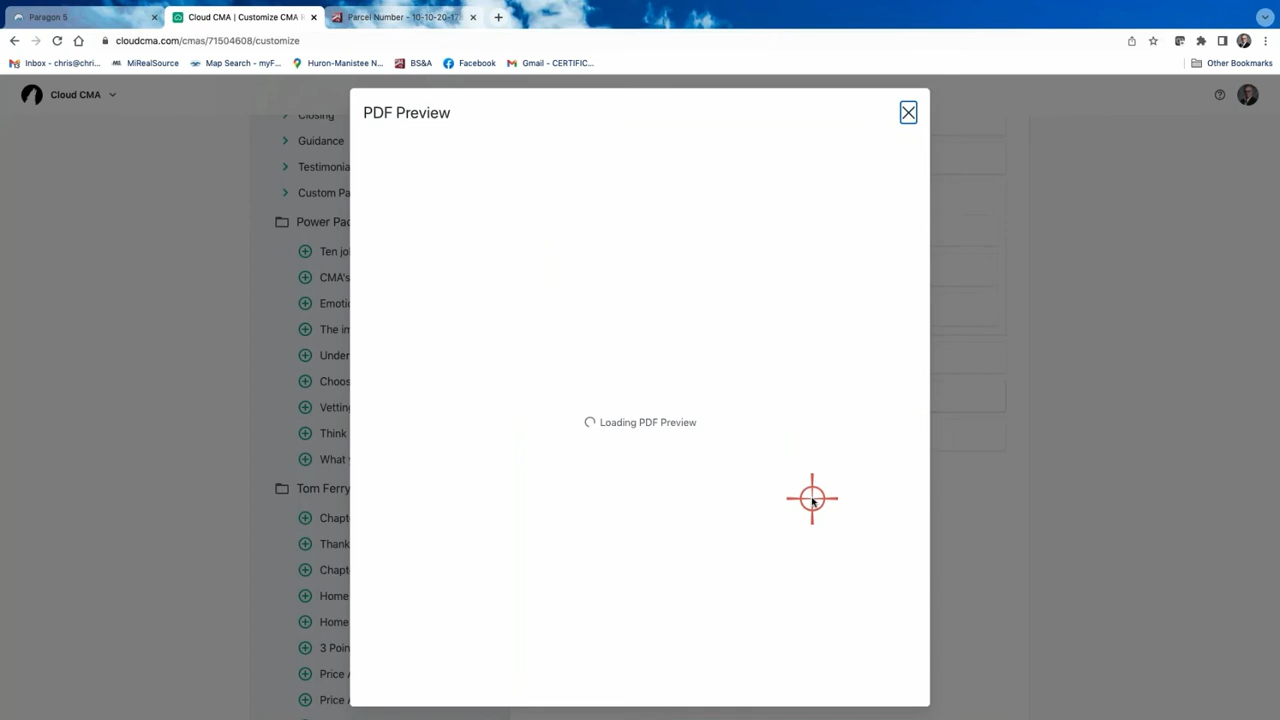 Paragon 5
Cloud CMA | Customize CMA
Parcel Number - 10-10-20-17
cloudcma.com/cmas/71504608/customize
Inbox - chris@chri...
MiRealSource
Map Search - myF...
Huron-Manistee N...
BS&A
Facebook
Gmail - CERTIFIC...
Other Bookmarks
Cloud CMA
PDF Preview
Closing
Guidance
Testimonia
Custom Pa
Power Pac
Ten jo
CMA's
Emotio
The im
Under
Choos
Vetting
Think
What
Loading PDF Preview
Tom Ferry
Chapt
Thank
Chapt
Home
Home
3 Poin
Price
Price